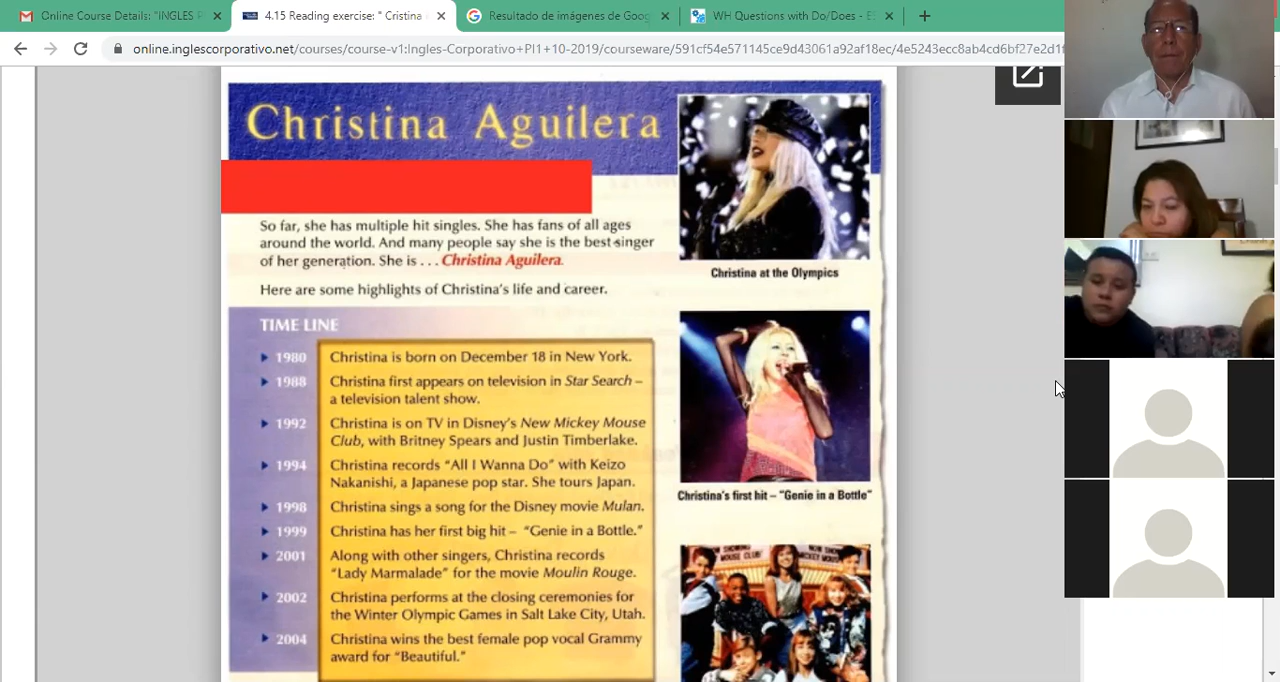 Online Course Details: "INGLES P
4.15 Reading exercise: " Cristina
Resultado de imágenes de Goog
WH Questions with Do/Does - ES
online.inglescorporativo.net/courses/course-v1:Ingles-Corporativo+PI1+10-2019/courseware/591cf54e571145ce9d43061a92af18ec/4e5243ecc8ab4cd6bf27e2d1f
Christina Aguilera
So far, she has multiple hit singles. She has fans of all ages
around the world. And many people say she is the best singer
of her generation. She is . . . Christina Aguilera.
Here are some highlights of Christina's life and career.
Christina at the Olympics
TIME LINE
1980 Christina is born on December 18 in New York.
1988 Christina first appears on television in Star Search –
a television talent show.
1992 Christina is on TV in Disney's New Mickey Mouse
Club, with Britney Spears and Justin Timberlake.
1994 Christina records "All I Wanna Do" with Keizo
Nakanishi, a Japanese pop star. She tours Japan.
1998 Christina sings a song for the Disney movie Mulan.
1999 Christina has her first big hit – "Genie in a Bottle."
2001 Along with other singers, Christina records
"Lady Marmalade" for the movie Moulin Rouge.
2002 Christina performs at the closing ceremonies for
the Winter Olympic Games in Salt Lake City, Utah.
2004 Christina wins the best female pop vocal Grammy
award for "Beautiful."
Christina's first hit – "Genie in a Bottle"